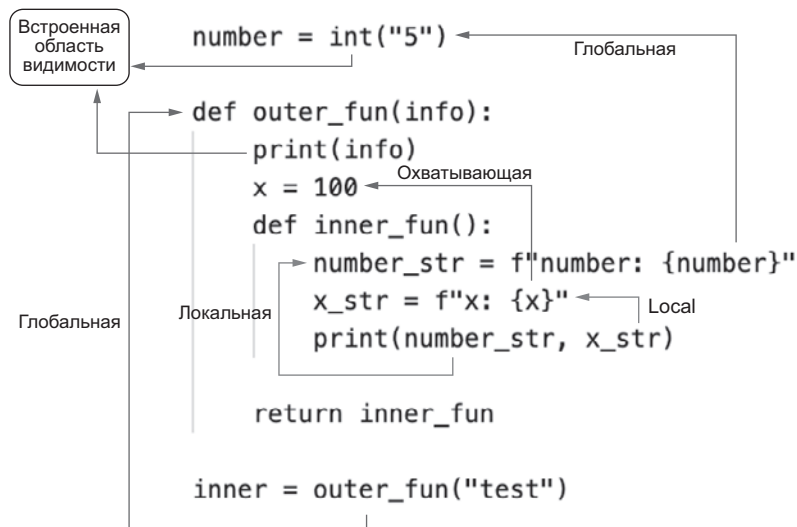 Встроенная
область
видимости
number = int("5")
Глобальная
def outer_fun(info):
print(info)
Охватывающая
x = 100
def inner_fun():
number_str = f"number: {number}"
x_str = f"x: {x}"
Local
Глобальная
Локальная
print(number_str, x_str)
return inner_fun
inner = outer_fun("test")